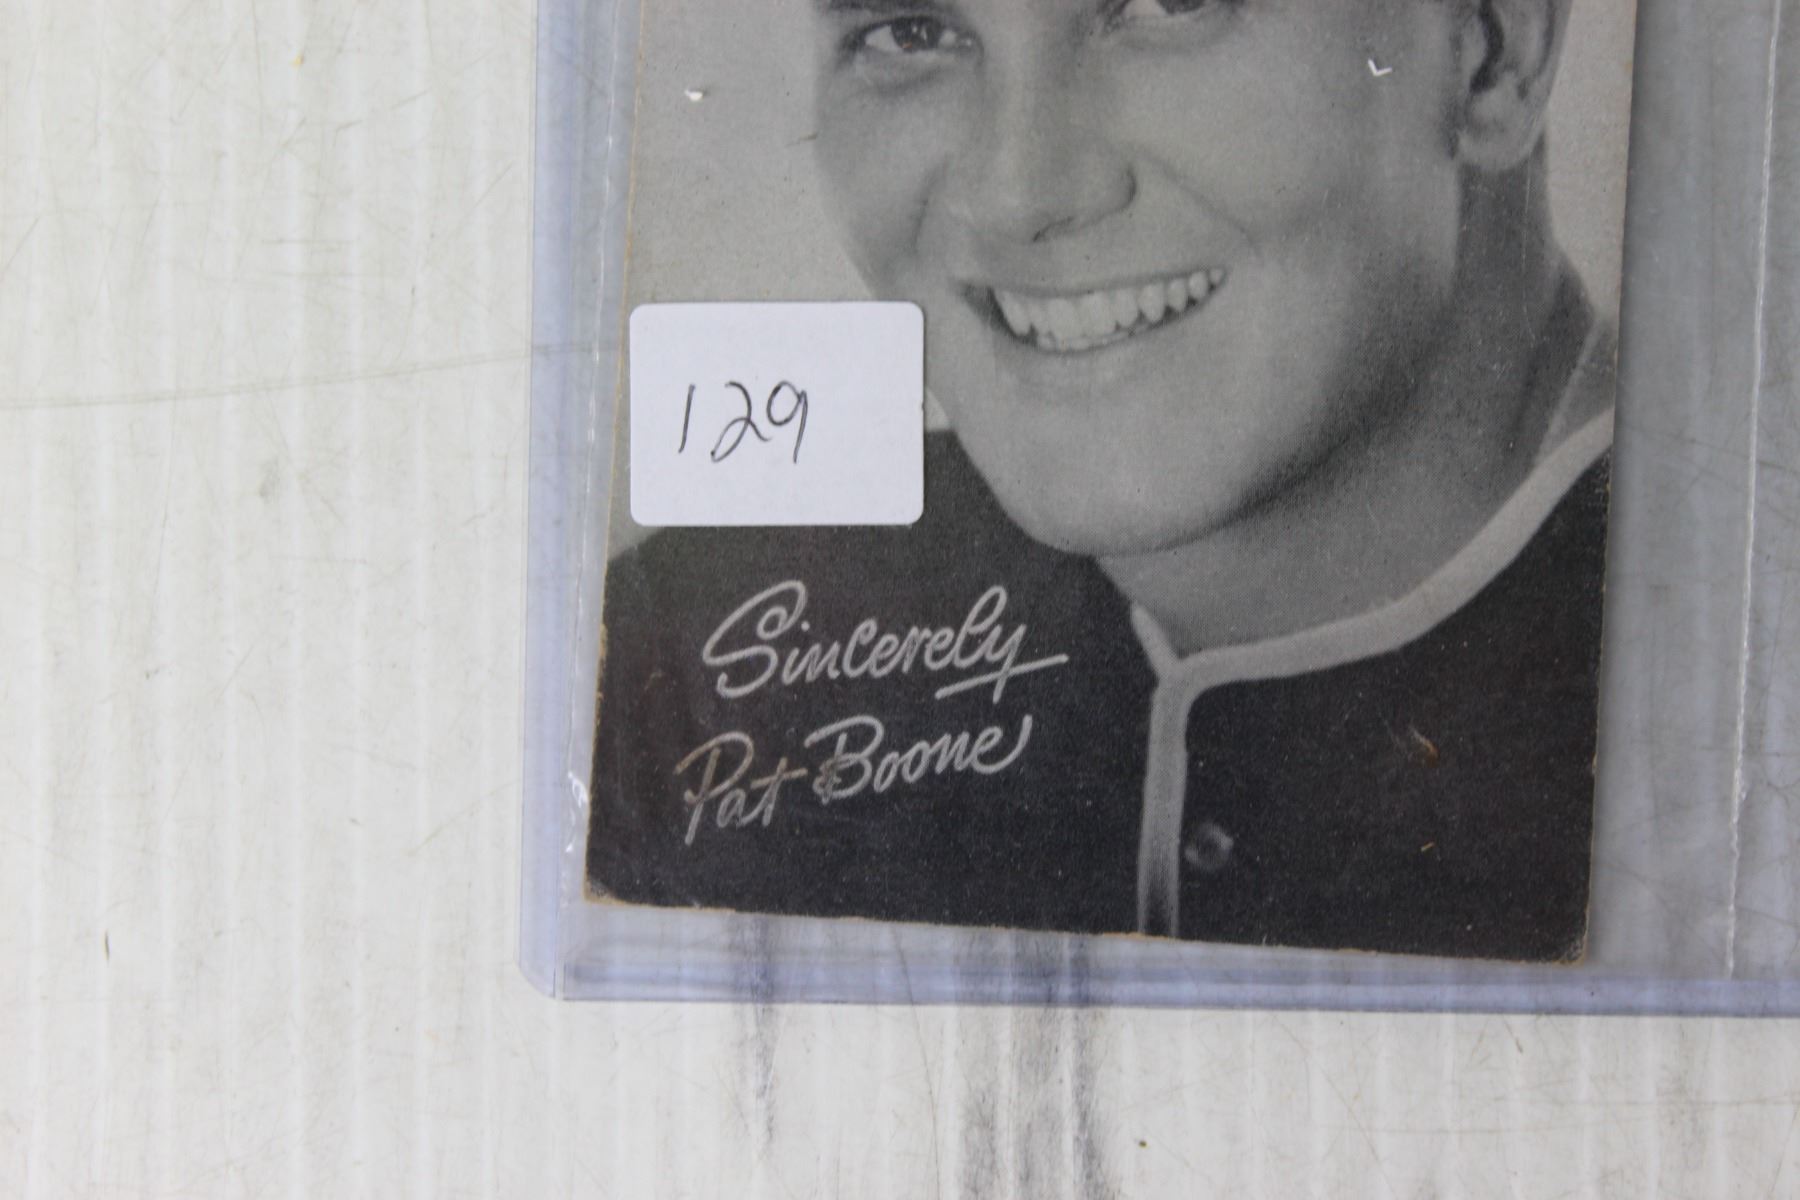 129
Sincerely
Pat Boone